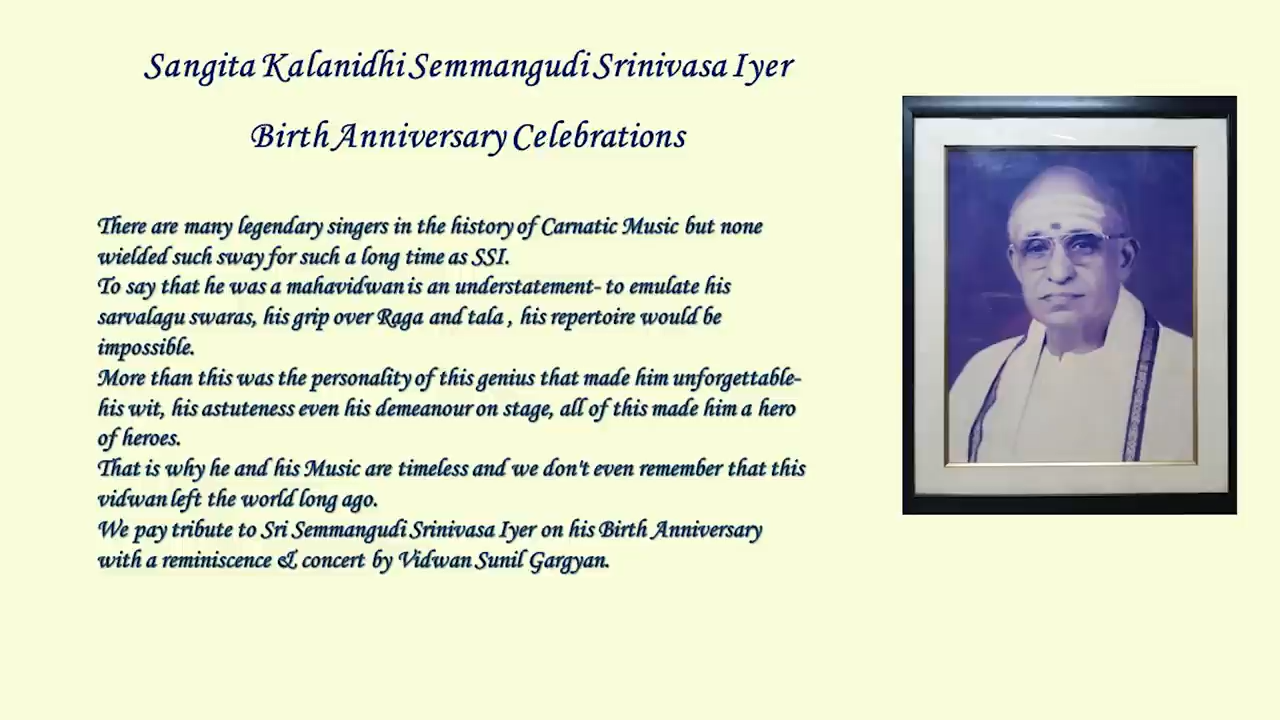 Sangita Kalanidhi Semmangudi Srinivasa Iyer
Birth Anniversary Celebrations
There are many legendary singers in the history of Carnatic Music but none
wielded such sway for such a long time as SSI.
To say that he was a mahavidwan is an understatement- to emulate his
sarvalagu swaras, his grip over Raga and tala , his repertoire would be
impossible.
More than this was the personality of this genius that made him unforgettable-
his wit, his astuteness even his demeanour on stage, all of this made him a hero
of heroes.
That is why he and his Music are timeless and we don't even remember that this
vidwan left the world long ago.
We pay tribute to Sri Semmangudi Srinivasa Iyer on his Birth Anniversary
with a reminiscence & concert by Vidwan Sunil Gargyan.